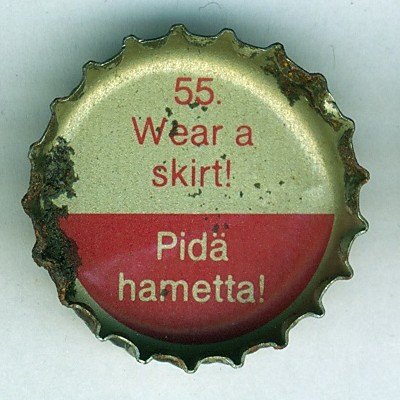 55.
Wear a
skirt!
Pidä
hametta!